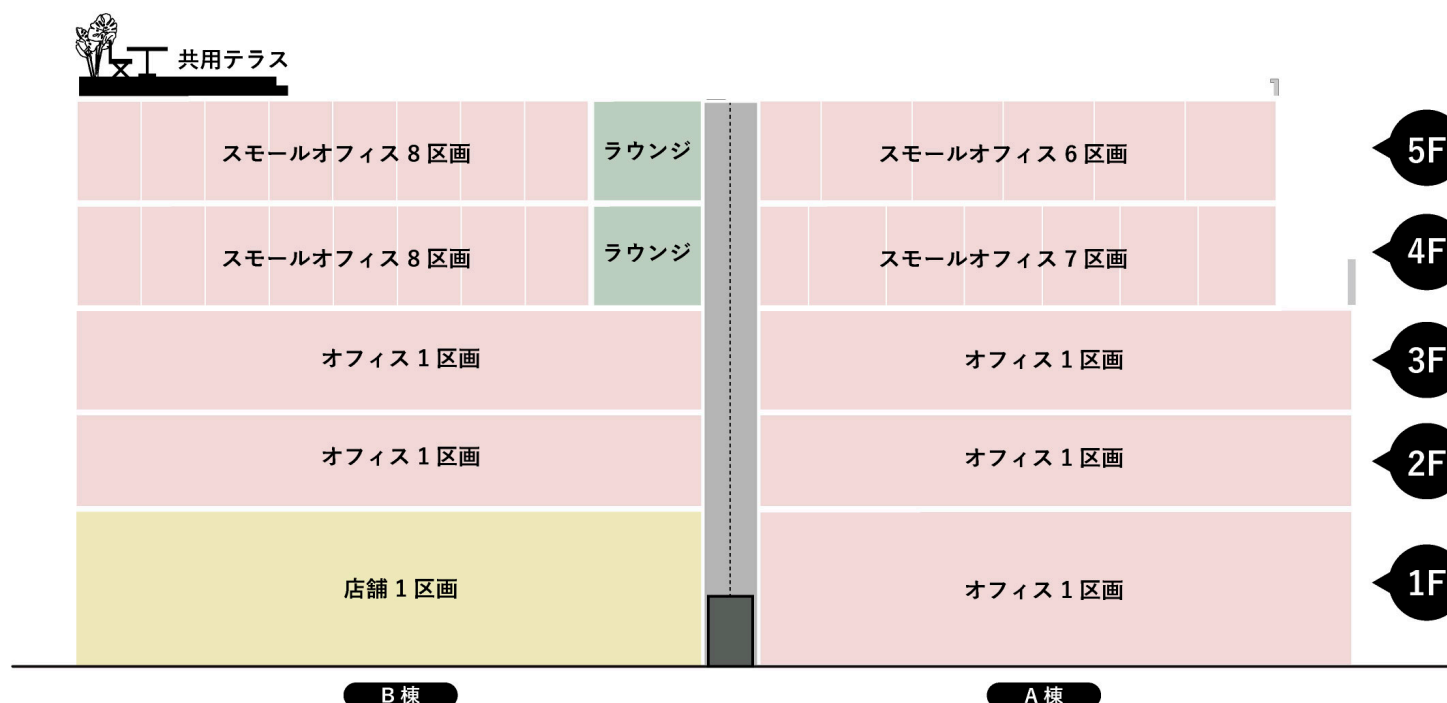 共用テラス
スモールオフィス 8 区画
ラウンジ
スモールオフィス 6 区画
5F
スモールオフィス 8 区画
ラウンジ
スモールオフィス 7 区画
4F
オフィス 1 区画
オフィス 1 区画
3F
オフィス 1 区画
オフィス 1 区画
2F
店舗 1 区画
オフィス 1 区画
1F
B 棟
A 棟